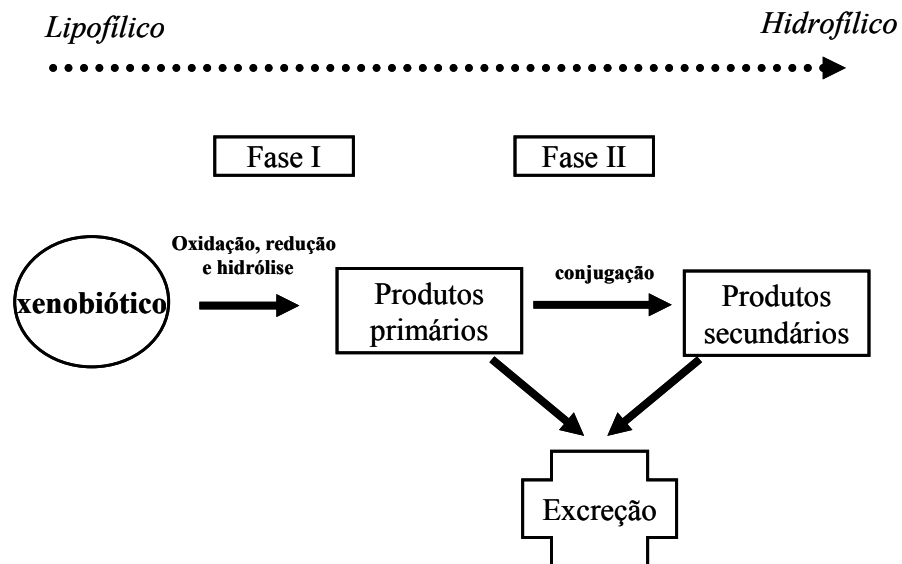 Lipofílico
Hidrofílico
Fase I
Fase II
Oxidação, redução
e hidrólise
conjugação
xenobiótico
Produtos
primários
Produtos
secundários
Excreção